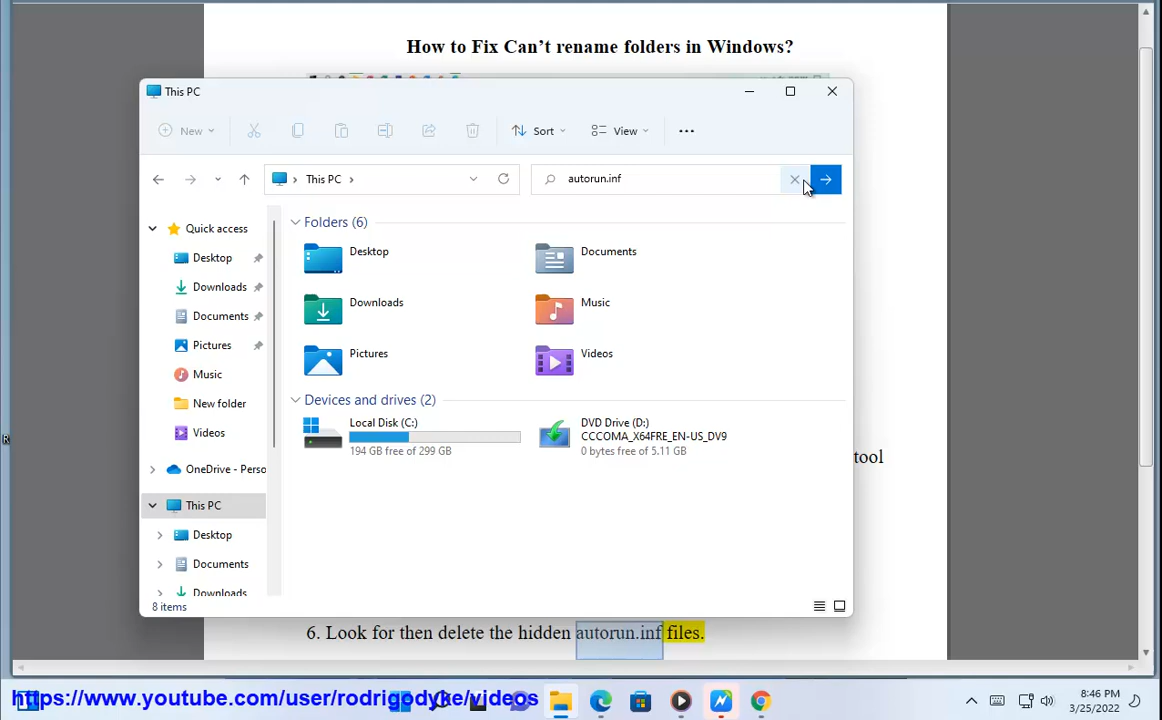 How to Fix Can't rename folders in Windows?
This PC
New
Sort
View
This PC
autorun.inf
Quick access
Desktop
Downloads
Documents
Pictures
Music
New folder
Videos
OneDrive - Perso
This PC
Desktop
Documents
Downloads
Folders (6)
Desktop
Documents
Downloads
Music
Pictures
Videos
Devices and drives (2)
Local Disk (C:)
194 GB free of 299 GB
DVD Drive (D:)
CCCOMA_X64FRE_EN-US_DV9
0 bytes free of 5.11 GB
tool
8 items
6. Look for then delete the hidden autorun.inf files.
https://www.youtube.com/user/rodrigodyke/videos
8:46 PM
3/25/2022